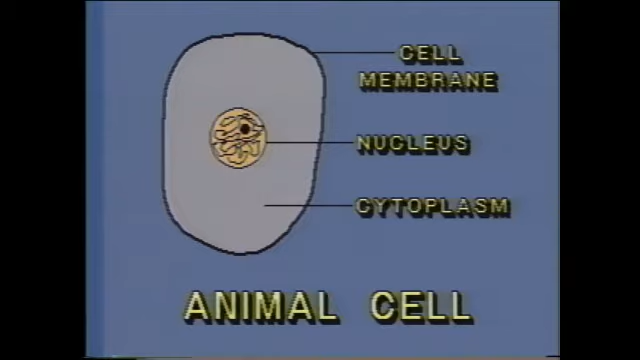 CELL
MEMBRANE
NUCLEUS
CYTOPLASM
ANIMAL CELL